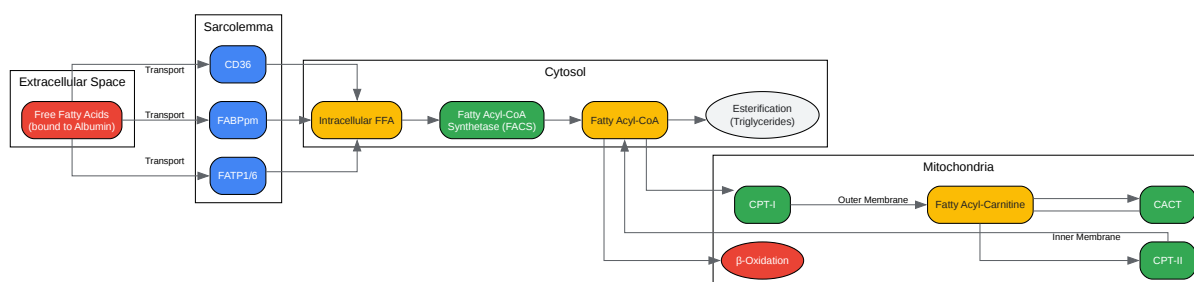 Sarcolemma
CD36
Extracellular Space
Transport
Cytosol
Free Fatty Acids
(bound to Albumin)
Transport
FABPpm
Intracellular FFA
Fatty Acyl-CoA
Synthetase (FACS)
Fatty Acyl-CoA
Esterification
(Triglycerides)
Transport
FATP1/6
Mitochondria
CPT-I
Outer Membrane
Fatty Acyl-Carnitine
CACT
Inner Membrane
β-Oxidation
CPT-II